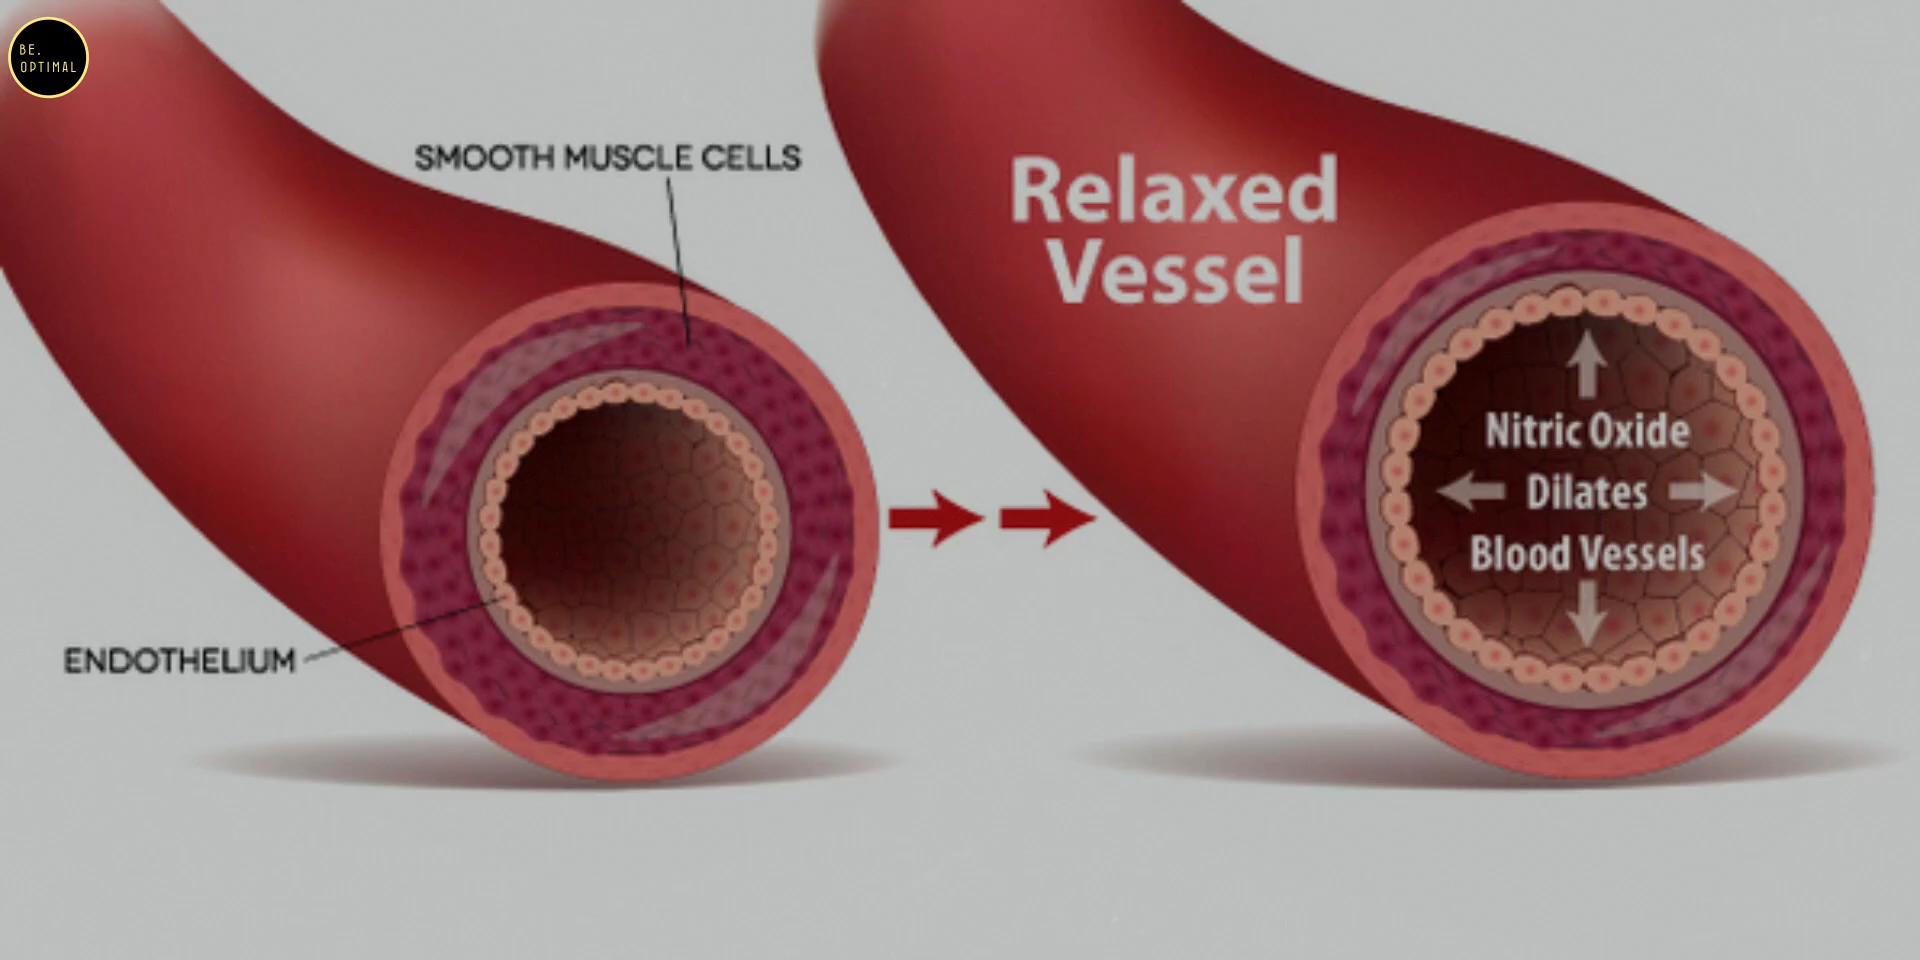 BE.
OPTIMAL
SMOOTH MUSCLE CELLS
ENDOTHELIUM
Relaxed
Vessel
Nitric Oxide
Dilates
Blood Vessels